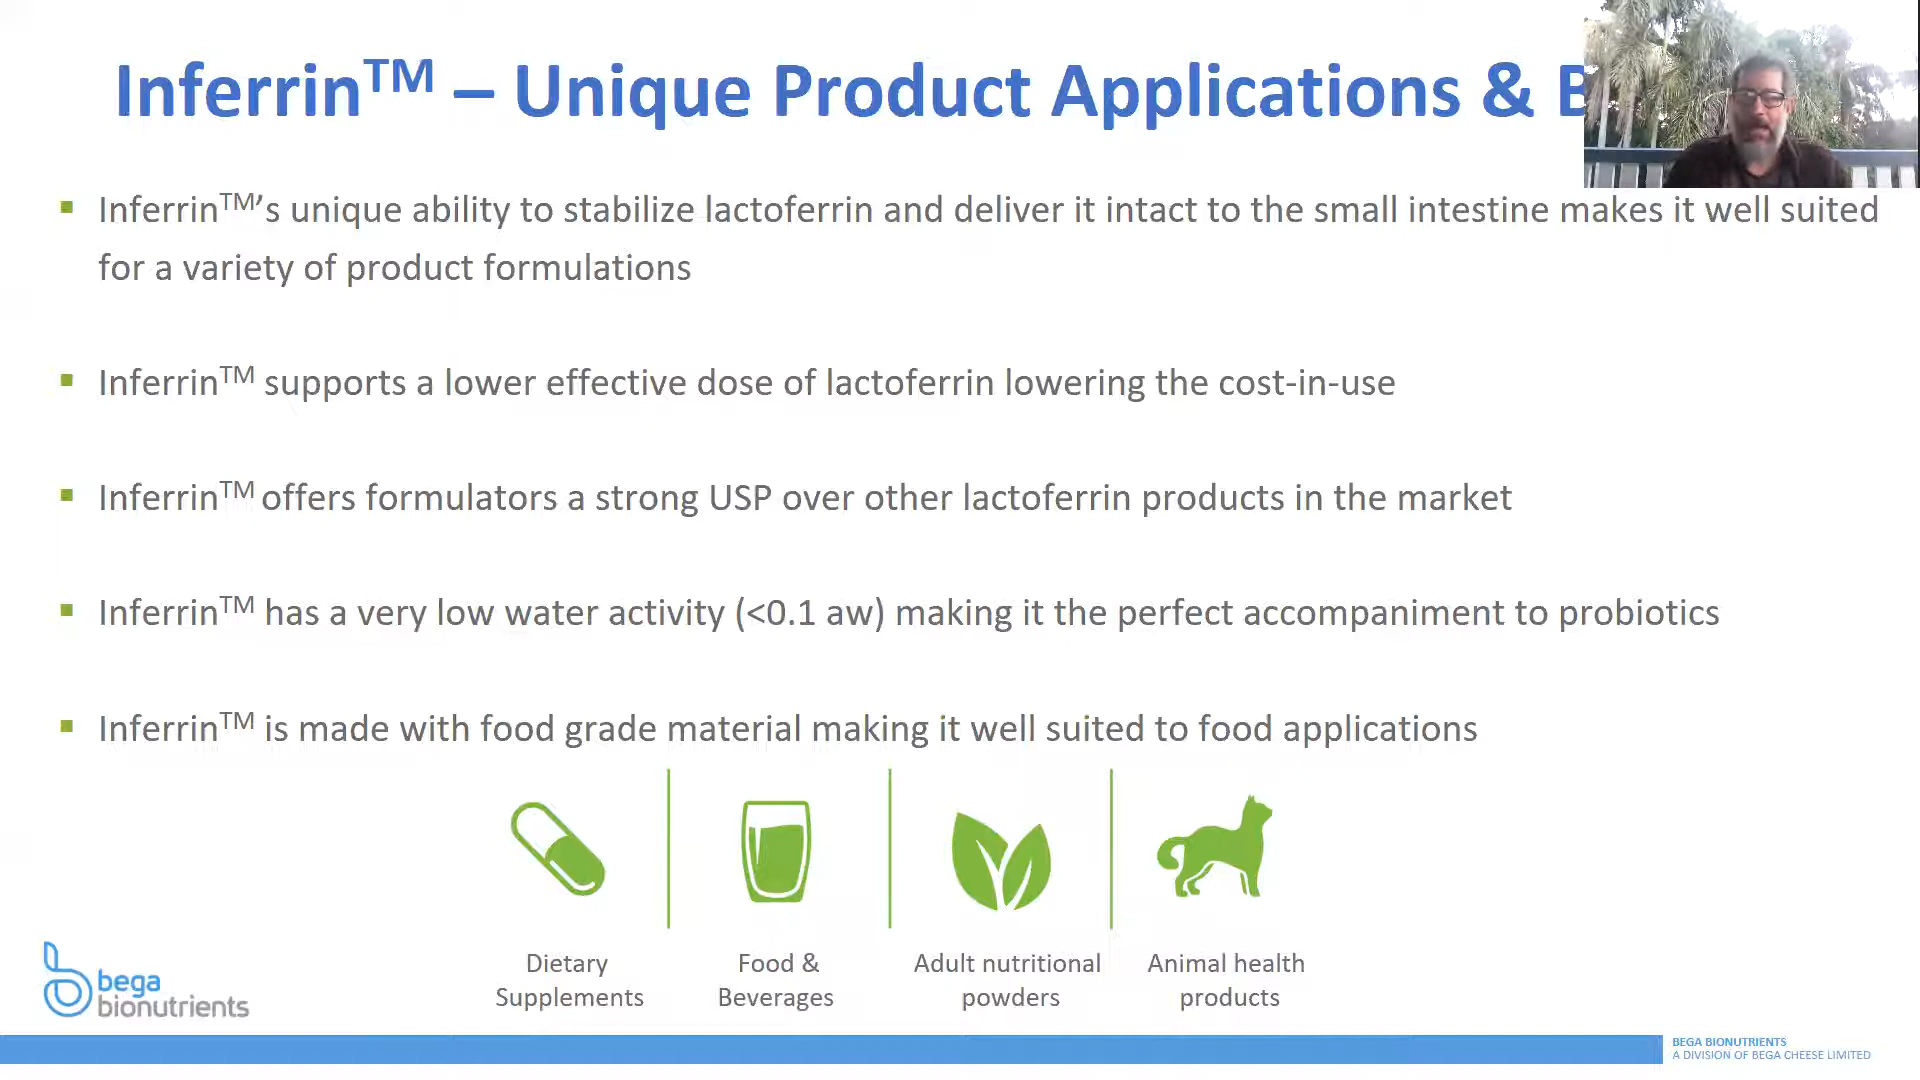 Inferrin™ – Unique Product Applications &
Inferrin™'s unique ability to stabilize lactoferrin and deliver it intact to the small intestine makes it well suited
for a variety of product formulations
Inferrin™ supports a lower effective dose of lactoferrin lowering the cost-in-use
Inferrin™ offers formulators a strong USP over other lactoferrin products in the market
Inferrin™ has a very low water activity (<0.1 aw) making it the perfect accompaniment to probiotics
Inferrin™ is made with food grade material making it well suited to food applications
Dietary
Supplements
Food &
Beverages
Adult nutritional
powders
Animal health
products
bega
bionutrients
BEGA BIONUTRIENTS
A DIVISION OF BEGA CHEESE LIMITED